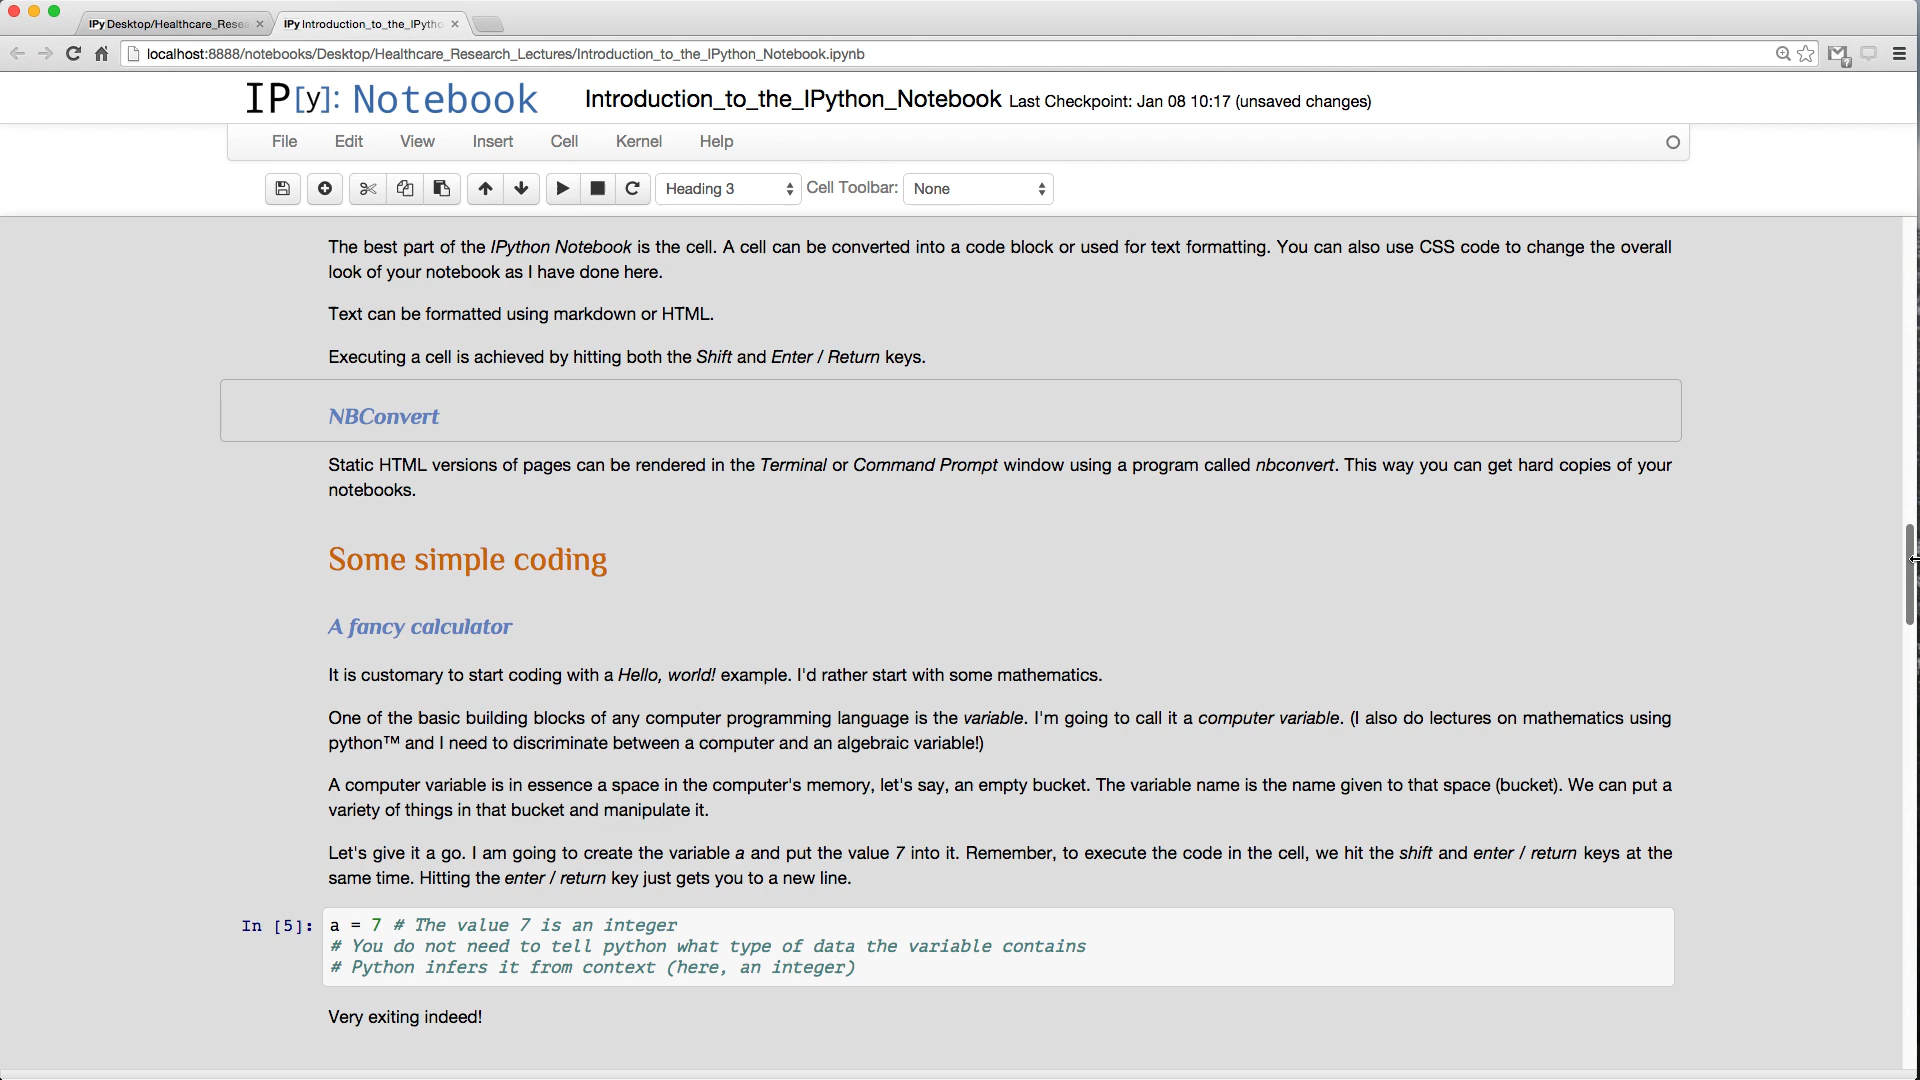 IPy Desktop/Healthcare_Resea
IPy Introduction_to_the_IPytho
localhost:8888/notebooks/Desktop/Healthcare_Research_Lectures/Introduction_to_the_IPython_Notebook.ipynb
IP[y]: Notebook Introduction_to_the_IPython_Notebook Last Checkpoint: Jan 08 10:17 (unsaved changes)
File Edit View Insert Cell Kernel Help
Heading 3 Cell Toolbar: None
The best part of the IPython Notebook is the cell. A cell can be converted into a code block or used for text formatting. You can also use CSS code to change the overall
look of your notebook as I have done here.
Text can be formatted using markdown or HTML.
Executing a cell is achieved by hitting both the Shift and Enter / Return keys.
NBConvert
Static HTML versions of pages can be rendered in the Terminal or Command Prompt window using a program called nbconvert. This way you can get hard copies of your
notebooks.
Some simple coding
A fancy calculator
It is customary to start coding with a Hello, world! example. I'd rather start with some mathematics.
One of the basic building blocks of any computer programming language is the variable. I'm going to call it a computer variable. (I also do lectures on mathematics using
python™ and I need to discriminate between a computer and an algebraic variable!)
A computer variable is in essence a space in the computer's memory, let's say, an empty bucket. The variable name is the name given to that space (bucket). We can put a
variety of things in that bucket and manipulate it.
Let's give it a go. I am going to create the variable a and put the value 7 into it. Remember, to execute the code in the cell, we hit the shift and enter / return keys at the
same time. Hitting the enter / return key just gets you to a new line.
In [5]: a = 7 # The value 7 is an integer
# You do not need to tell python what type of data the variable contains
# Python infers it from context (here, an integer)
Very exiting indeed!